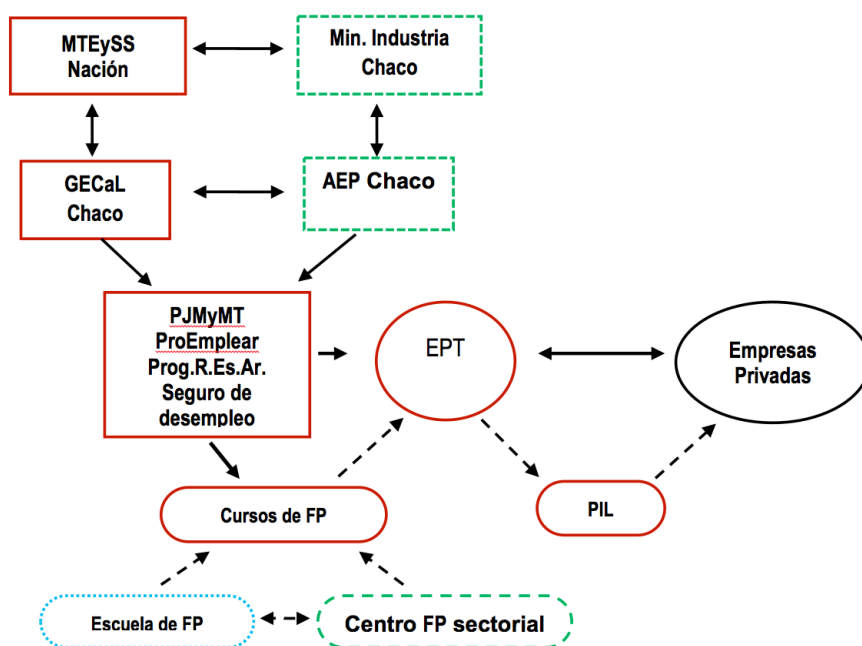 MTEySS
Nación
Min. Industria
Chaco
GECaL
Chaco
AEP Chaco
PJMyMT
ProEmplear
Prog.R.Es.Ar.
Seguro de
desempleo
EPT
Empresas
Privadas
Cursos de FP
PIL
Escuela de FP
Centro FP sectorial